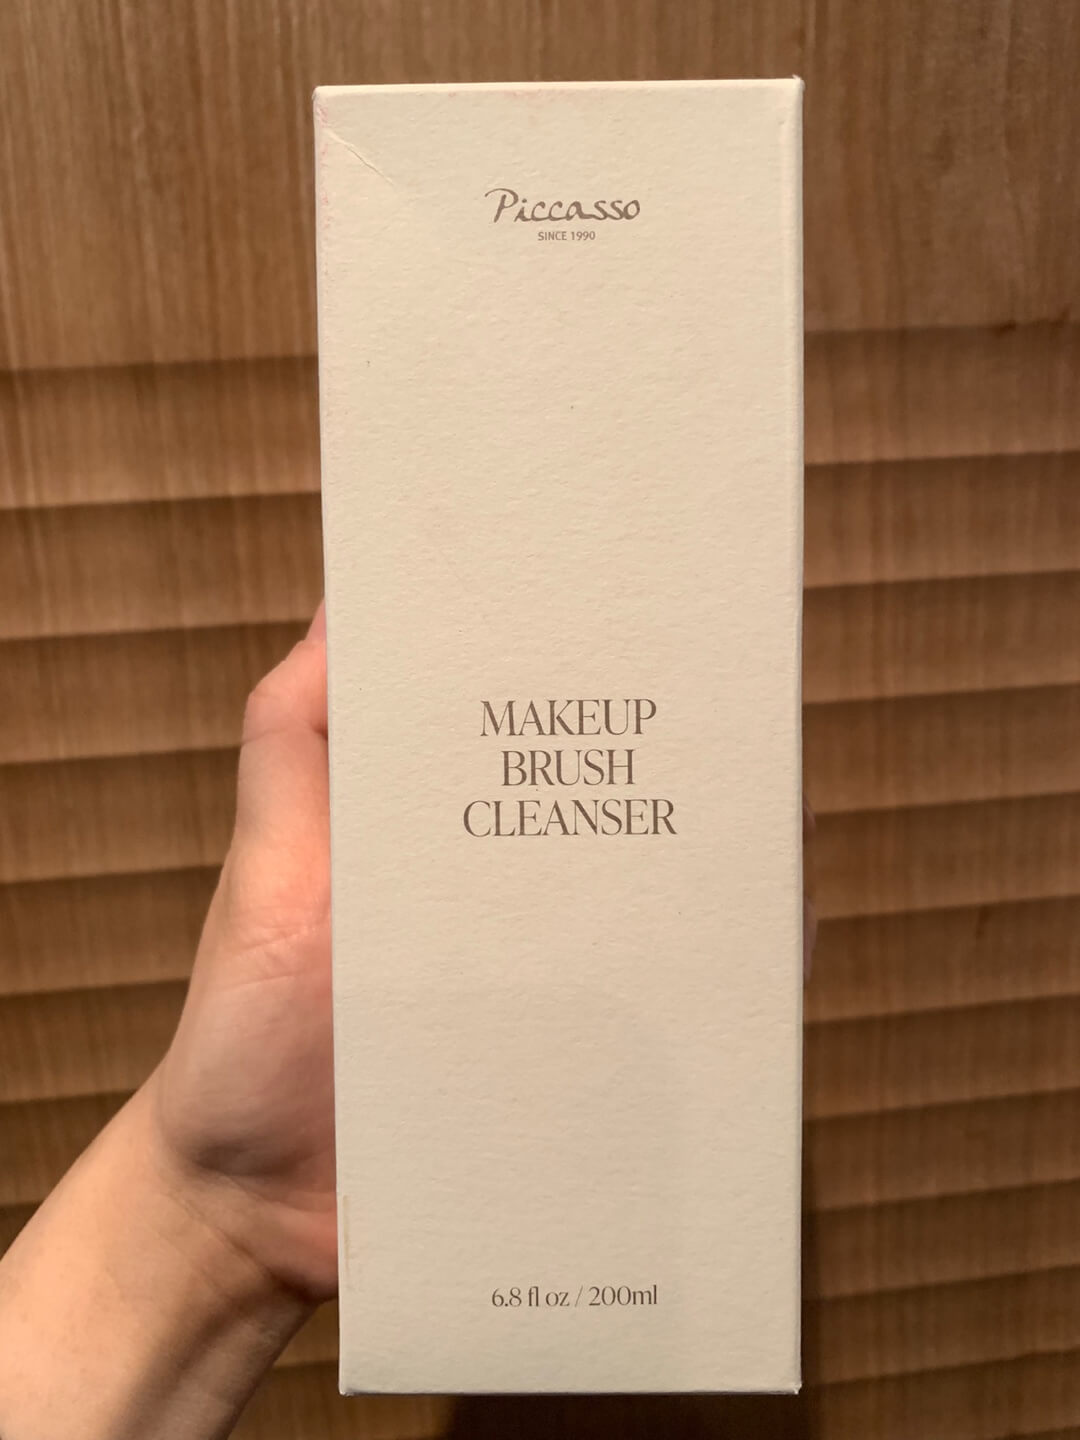 Piccasso
SINCE 1990
MAKEUP
BRUSH
CLEANSER
6.8 fl oz / 200ml